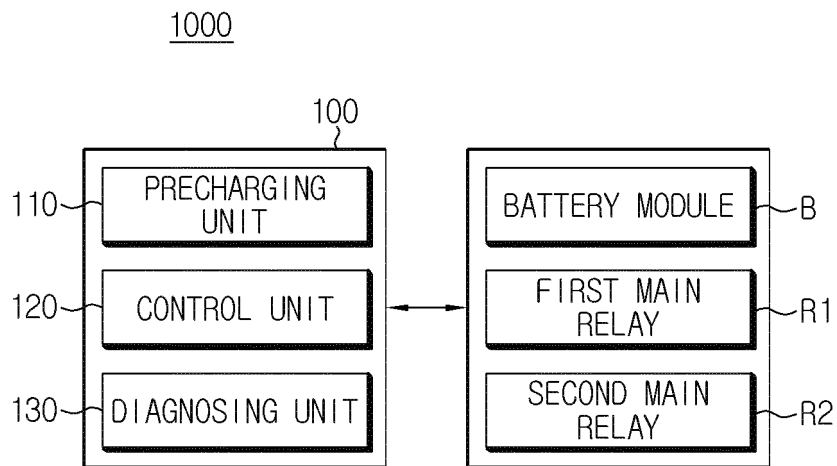 1000
100
110
PRECHARGING
UNIT
120
CONTROL UNIT
130
DIAGNOSING UNIT
BATTERY MODULE
B
FIRST MAIN
RELAY
R1
SECOND MAIN
RELAY
R2